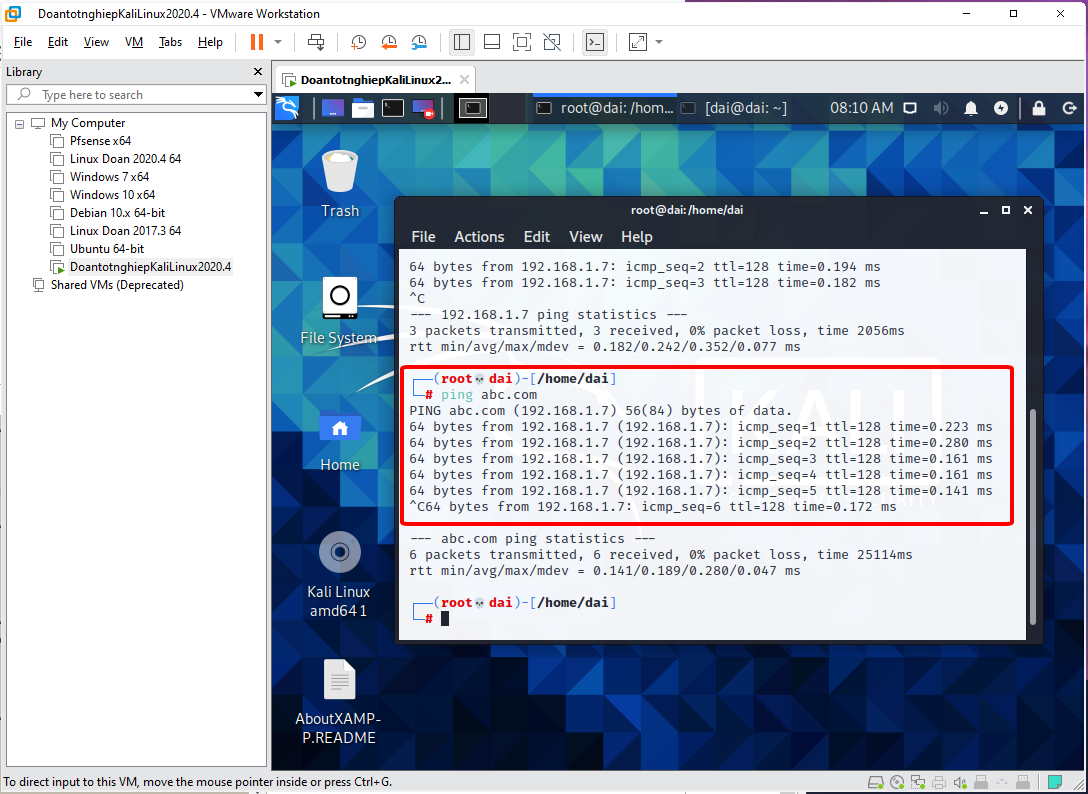 DoantotnghiepKaliLinux2020.4 - VMware Workstation
File Edit View VM Tabs Help
Library
Type here to search
My Computer
Pfsense x64
Linux Doan 2020.4 64
Windows 7 x64
Windows 10 x64
Debian 10.x 64-bit
Linux Doan 2017.3 64
Ubuntu 64-bit
DoantotnghiepKaliLinux2020.4
Shared VMs (Deprecated)
DoantotnghiepKaliLinux2...
root@dai: /hom... [dai@dai: ~] 08:10 AM
Trash
File System
Home
Kali Linux
amd64 1
AboutXAMP-
P.README
root@dai: /home/dai
File Actions Edit View Help
64 bytes from 192.168.1.7: icmp_seq=2 ttl=128 time=0.194 ms
64 bytes from 192.168.1.7: icmp_seq=3 ttl=128 time=0.182 ms
^C
--- 192.168.1.7 ping statistics ---
3 packets transmitted, 3 received, 0% packet loss, time 2056ms
rtt min/avg/max/mdev = 0.182/0.242/0.352/0.077 ms
┌──(root💀dai)-[/home/dai]
└─# ping abc.com
PING abc.com (192.168.1.7) 56(84) bytes of data.
64 bytes from 192.168.1.7 (192.168.1.7): icmp_seq=1 ttl=128 time=0.223 ms
64 bytes from 192.168.1.7 (192.168.1.7): icmp_seq=2 ttl=128 time=0.280 ms
64 bytes from 192.168.1.7 (192.168.1.7): icmp_seq=3 ttl=128 time=0.161 ms
64 bytes from 192.168.1.7 (192.168.1.7): icmp_seq=4 ttl=128 time=0.161 ms
64 bytes from 192.168.1.7 (192.168.1.7): icmp_seq=5 ttl=128 time=0.141 ms
^C64 bytes from 192.168.1.7: icmp_seq=6 ttl=128 time=0.172 ms
--- abc.com ping statistics ---
6 packets transmitted, 6 received, 0% packet loss, time 25114ms
rtt min/avg/max/mdev = 0.141/0.189/0.280/0.047 ms
┌──(root💀dai)-[/home/dai]
└─#
KALI
To direct input to this VM, move the mouse pointer inside or press Ctrl+G.